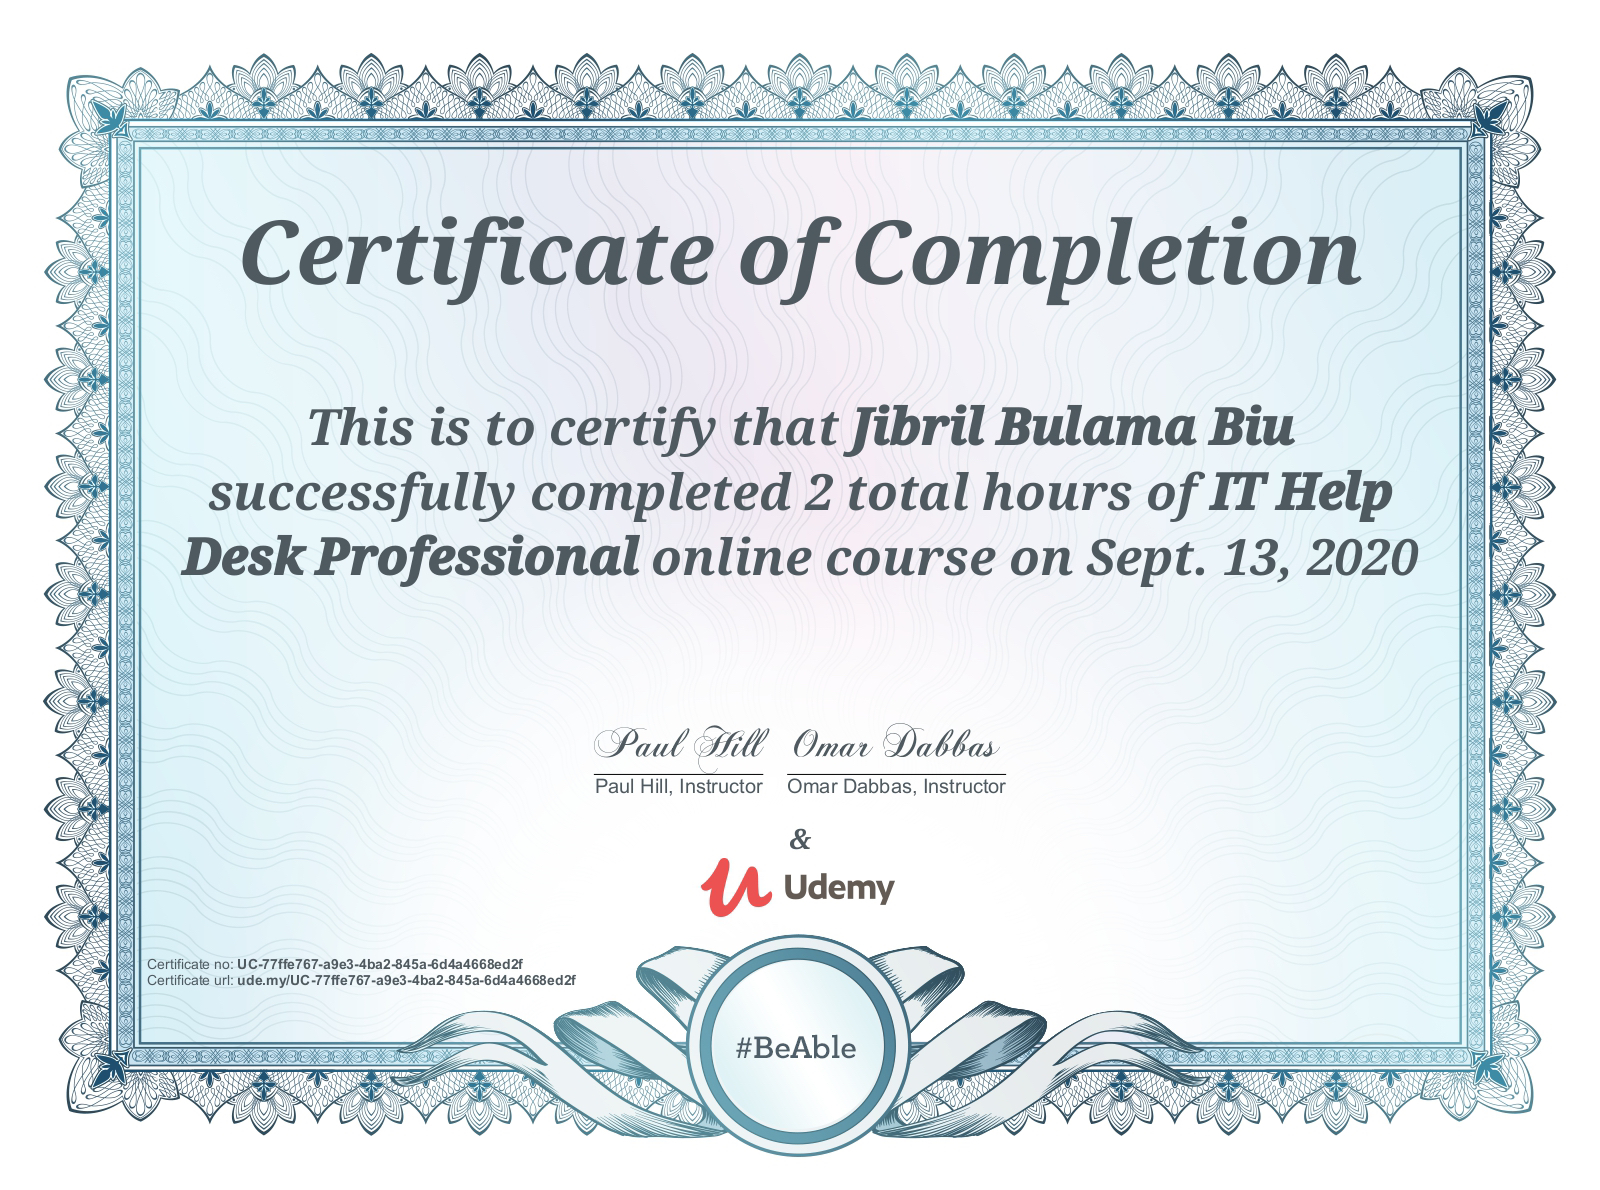 Certificate of Completion
This is to certify that Jibril Bulama Biu
successfully completed 2 total hours of IT Help
Desk Professional online course on Sept. 13, 2020
Paul Hill Omar Dabbas
Paul Hill, Instructor Omar Dabbas, Instructor
&
Udemy
Certificate no: UC-77ffe767-a9e3-4ba2-845a-6d4a4668ed2f
Certificate url: ude.my/UC-77ffe767-a9e3-4ba2-845a-6d4a4668ed2f
#BeAble